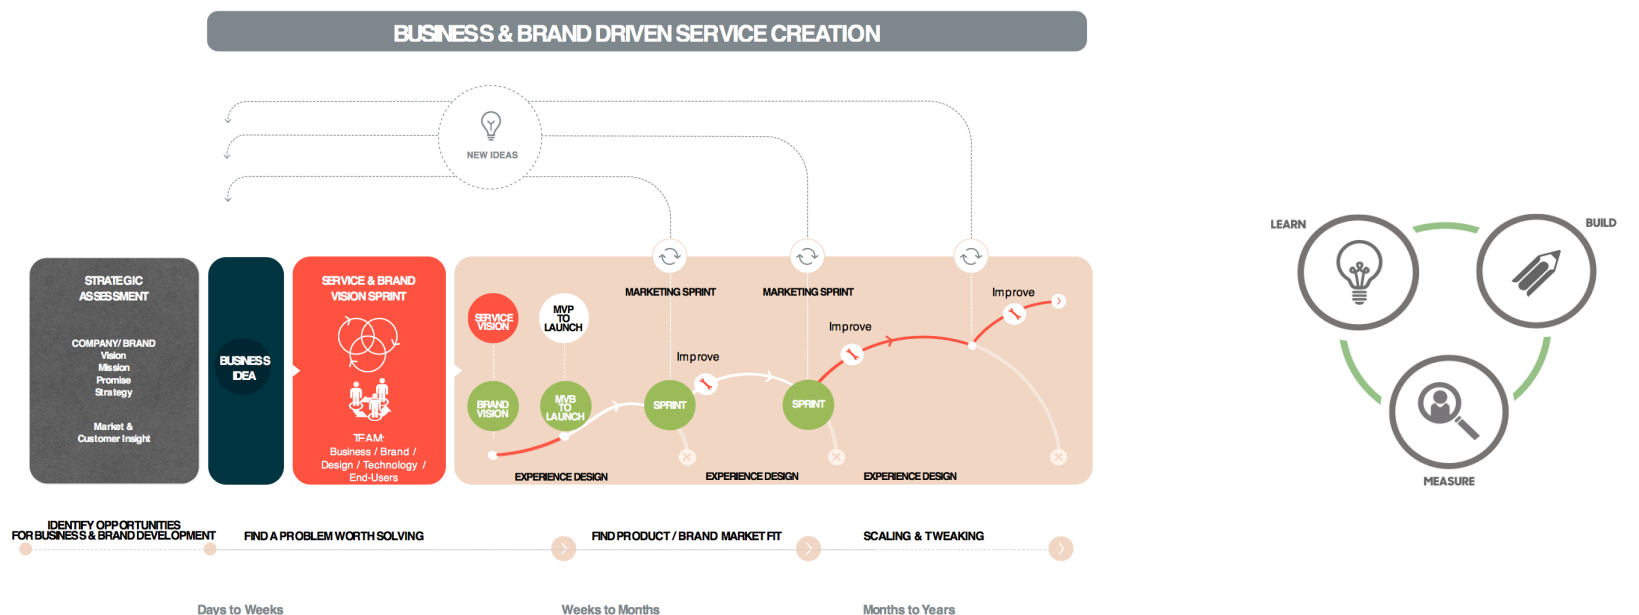 BUSINESS & BRAND DRIVEN SERVICE CREATION
NEW IDEAS
STRATEGIC
ASSESSMENT
COMPANY/ BRAND
Vision
Mission
Promise
Strategy
Market &
Customer Insight
BUSINESS
IDEA
SERVICE & BRAND
VISION SPRINT
TEAM:
Business / Brand /
Design / Technology /
End-Users
SERVICE
VISION
BRAND
VISION
MVP
TO
LAUNCH
MVB
TO
LAUNCH
MARKETING SPRINT
MARKETING SPRINT
Improve
Improve
Improve
SPRINT
SPRINT
EXPERIENCE DESIGN
EXPERIENCE DESIGN
EXPERIENCE DESIGN
IDENTIFY OPPORTUNITIES
FOR BUSINESS & BRAND DEVELOPMENT
FIND A PROBLEM WORTH SOLVING
FIND PRODUCT / BRAND MARKET FIT
SCALING & TWEAKING
Days to Weeks
Weeks to Months
Months to Years
LEARN
BUILD
MEASURE